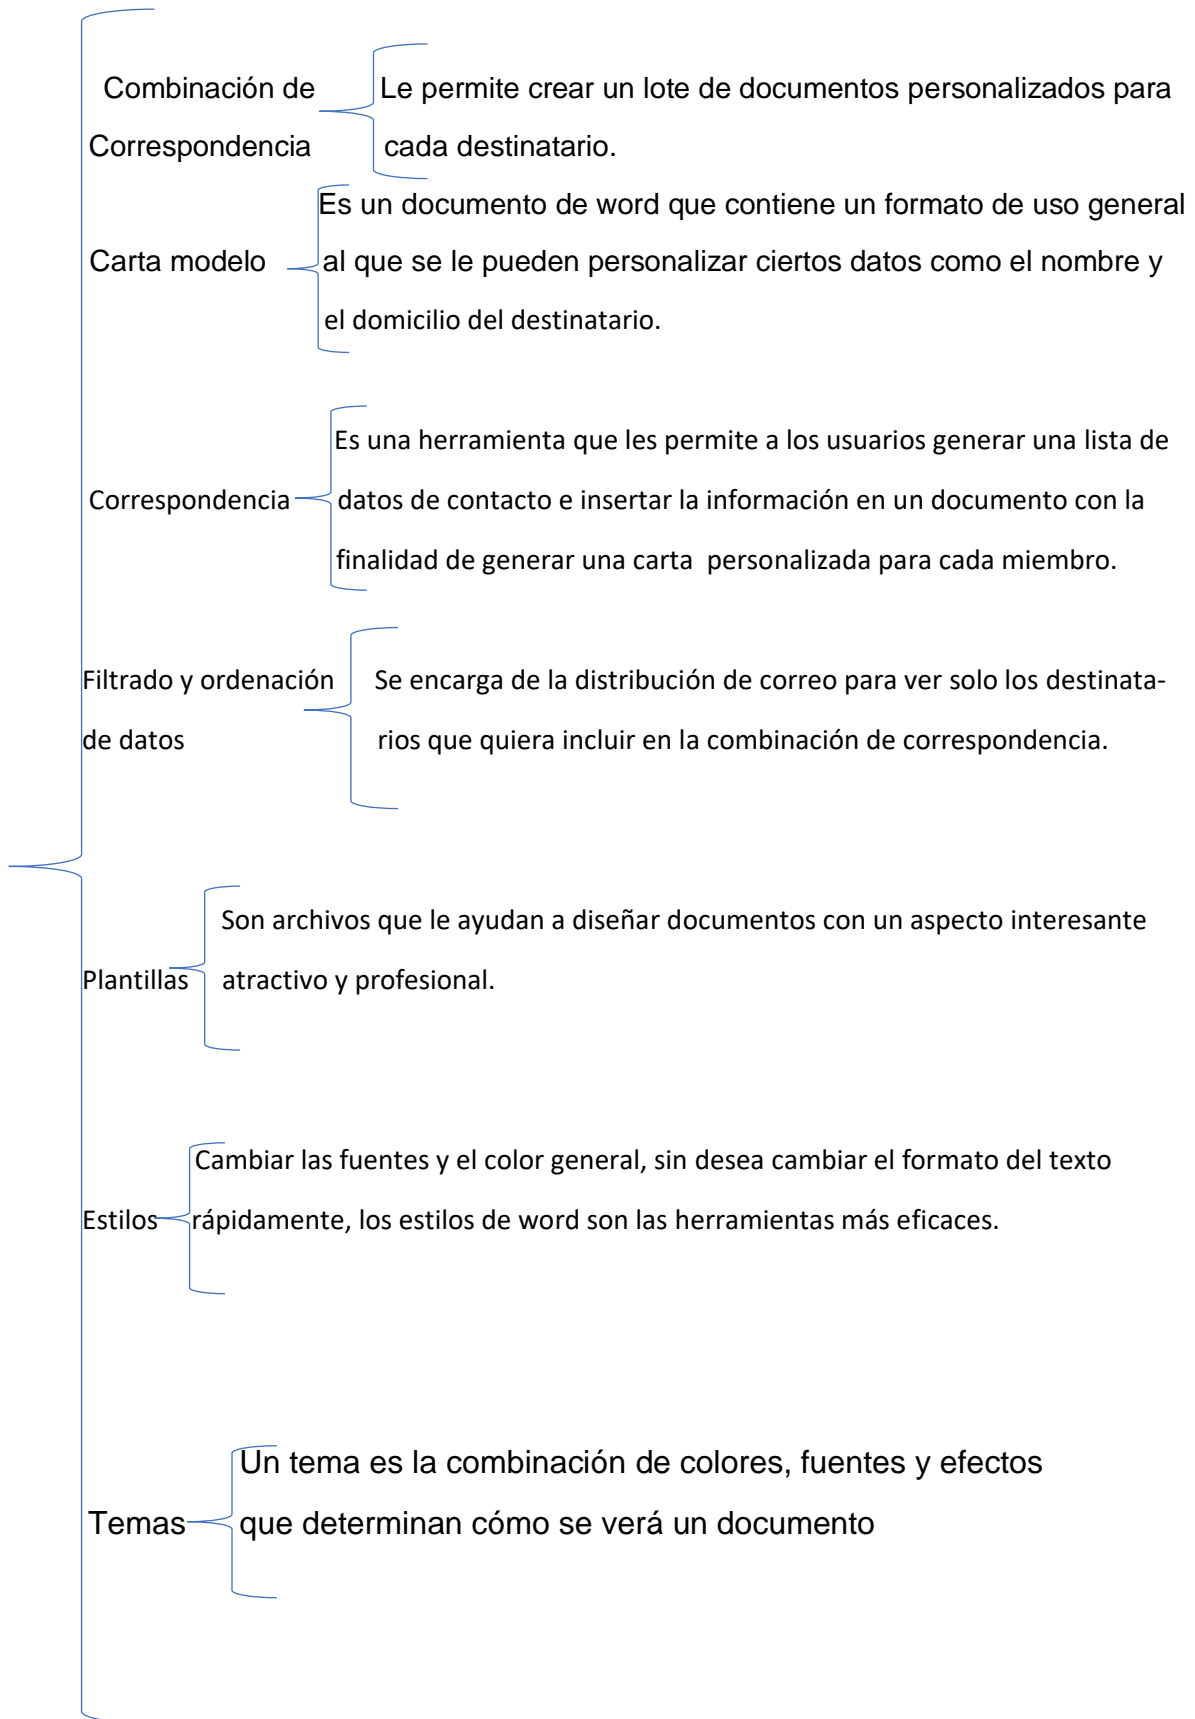 Combinación de
Correspondencia
Le permite crear un lote de documentos personalizados para
cada destinatario.
Carta modelo
Es un documento de word que contiene un formato de uso general
al que se le pueden personalizar ciertos datos como el nombre y
el domicilio del destinatario.
Correspondencia
Es una herramienta que les permite a los usuarios generar una lista de
datos de contacto e insertar la información en un documento con la
finalidad de generar una carta  personalizada para cada miembro.
Filtrado y ordenación
de datos
Se encarga de la distribución de correo para ver solo los destinata-
rios que quiera incluir en la combinación de correspondencia.
Plantillas
Son archivos que le ayudan a diseñar documentos con un aspecto interesante
atractivo y profesional.
Estilos
Cambiar las fuentes y el color general, sin desea cambiar el formato del texto
rápidamente, los estilos de word son las herramientas más eficaces.
Temas
Un tema es la combinación de colores, fuentes y efectos
que determinan cómo se verá un documento